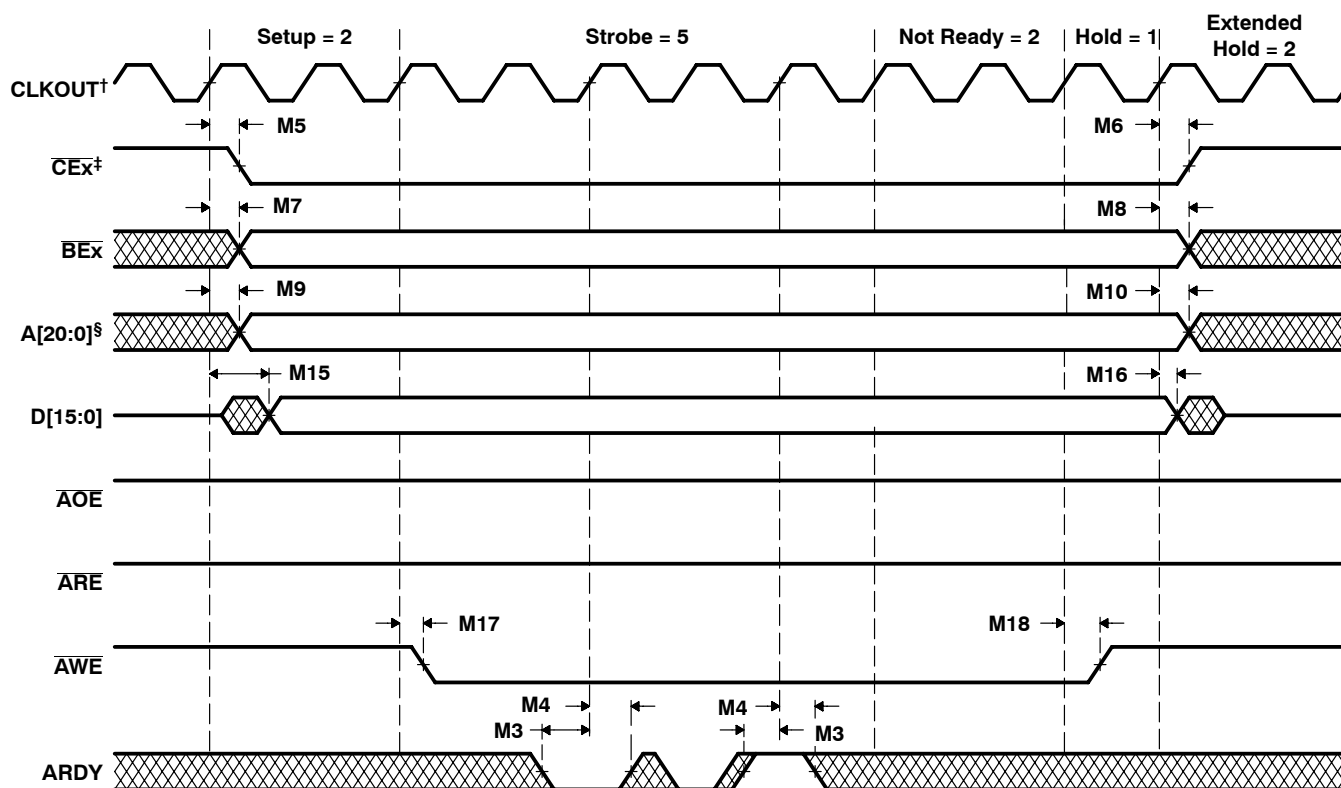 Setup = 2
Strobe = 5
Not Ready = 2
Hold = 1
Extended
Hold = 2
CLKOUT†
M5
M6
CEx‡
M7
M8
BEx
M9
M10
A[20:0]§
M15
M16
D[15:0]
AOE
ARE
M17
M18
AWE
M4
M4
M3
M3
ARDY